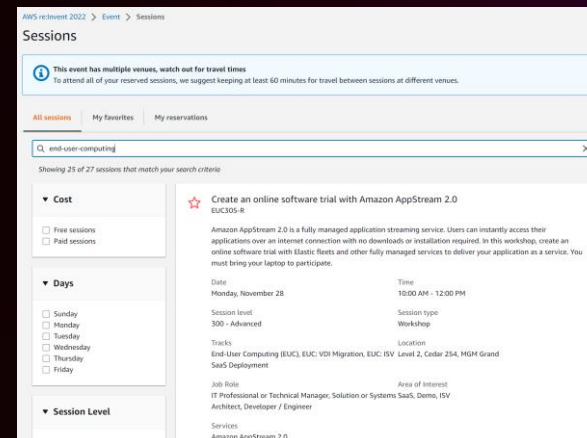 AWS re:Invent 2022 > Event > Sessions
Sessions
This event has multiple venues, watch out for travel times
To attend all of your reserved sessions, we suggest keeping at least 60 minutes for travel between sessions at different venues.
All sessions My favorites My reservations
end-user-computing
Showing 25 of 27 sessions that match your search criteria
Cost
Free sessions
Paid sessions
Days
Sunday
Monday
Tuesday
Wednesday
Thursday
Friday
Session Level
Create an online software trial with Amazon AppStream 2.0
EUC305-R
Amazon AppStream 2.0 is a fully managed application streaming service. Users can instantly access their
applications over an internet connection with no downloads or installation required. In this workshop, create an
online software trial with Elastic fleets and other fully managed services to deliver your application as a service. You
must bring your laptop to participate.
Date Time
Monday, November 28 10:00 AM - 12:00 PM
Session level Session type
300 - Advanced Workshop
Tracks Location
End-User Computing (EUC), EUC: VDI Migration, EUC: ISV Level 2, Cedar 254, MGM Grand
SaaS Deployment
Job Role Area of Interest
IT Professional or Technical Manager, Solution or Systems SaaS, Demo, ISV
Architect, Developer / Engineer
Services
Amazon AppStream 2.0